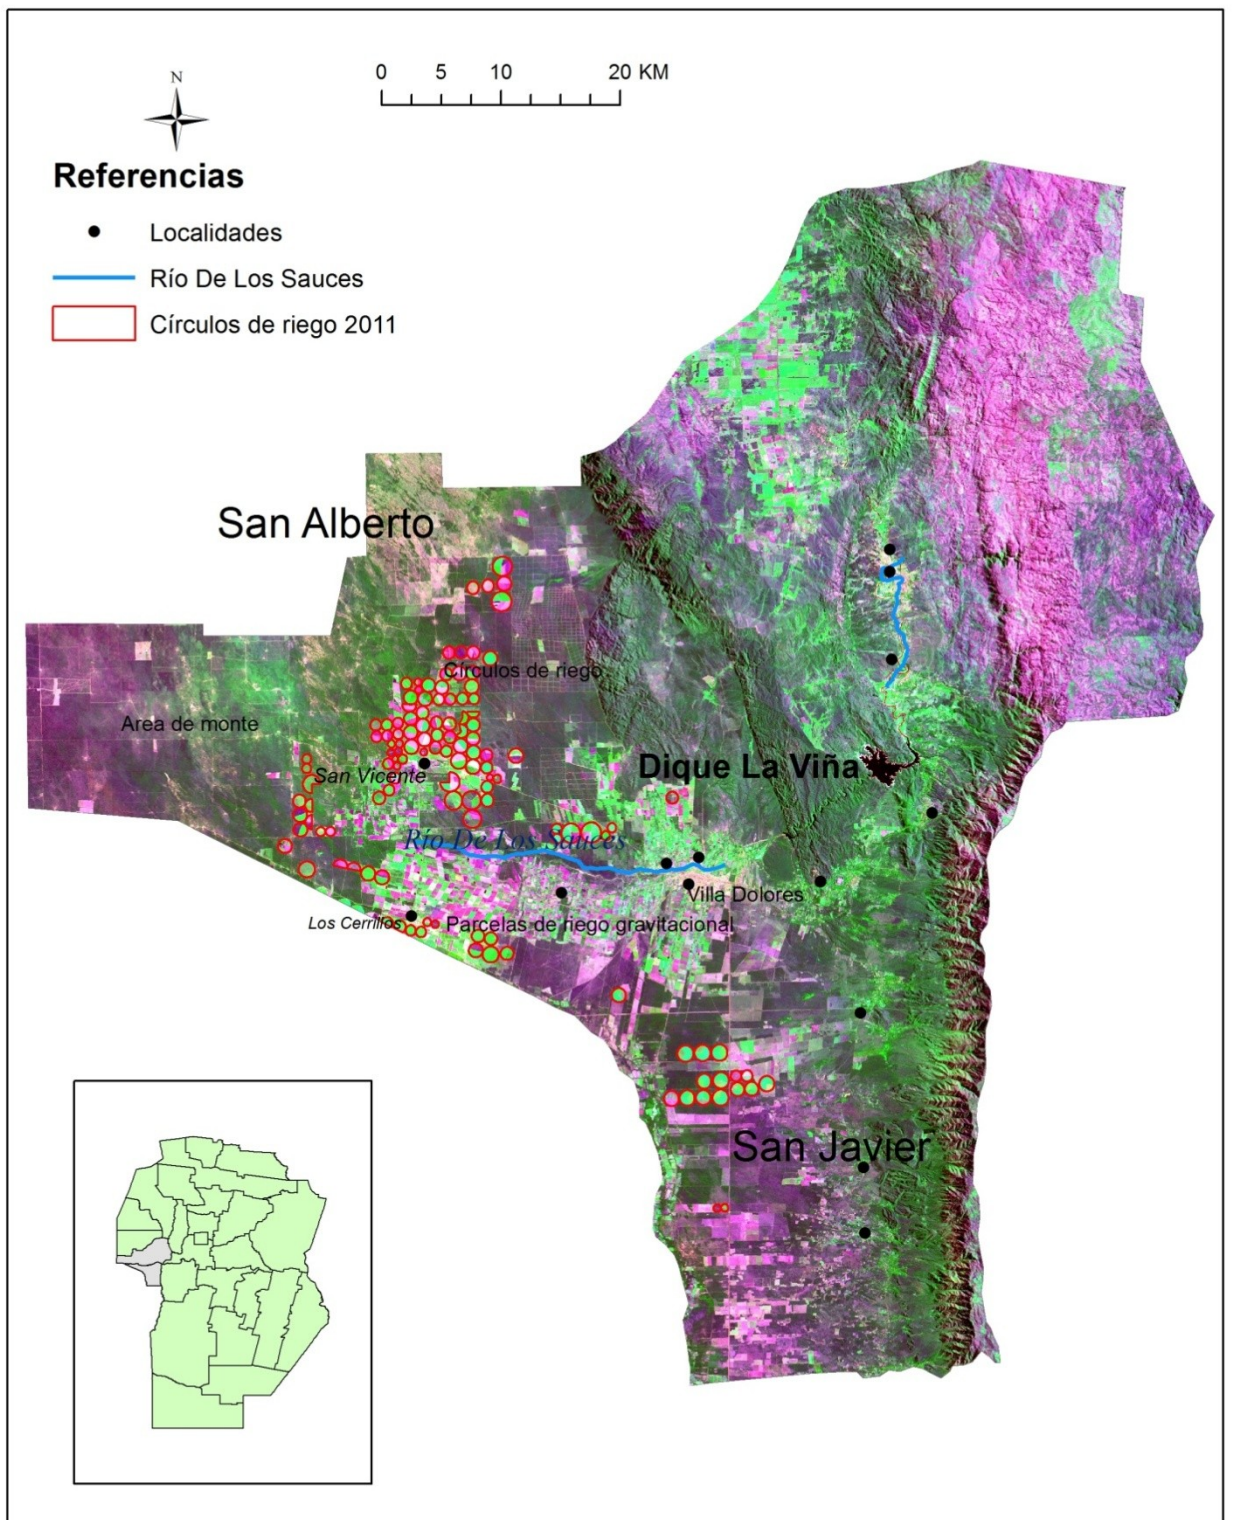 0 5 10 20 KM
N
Referencias
Localidades
Río De Los Sauces
Círculos de riego 2011
San Alberto
Círculos de riego
Area de monte
San Vicente
Dique La Viña
Río De Los Sauces
Villa Dolores
Los Cerrillos
Parcelas de riego gravitacional
San Javier